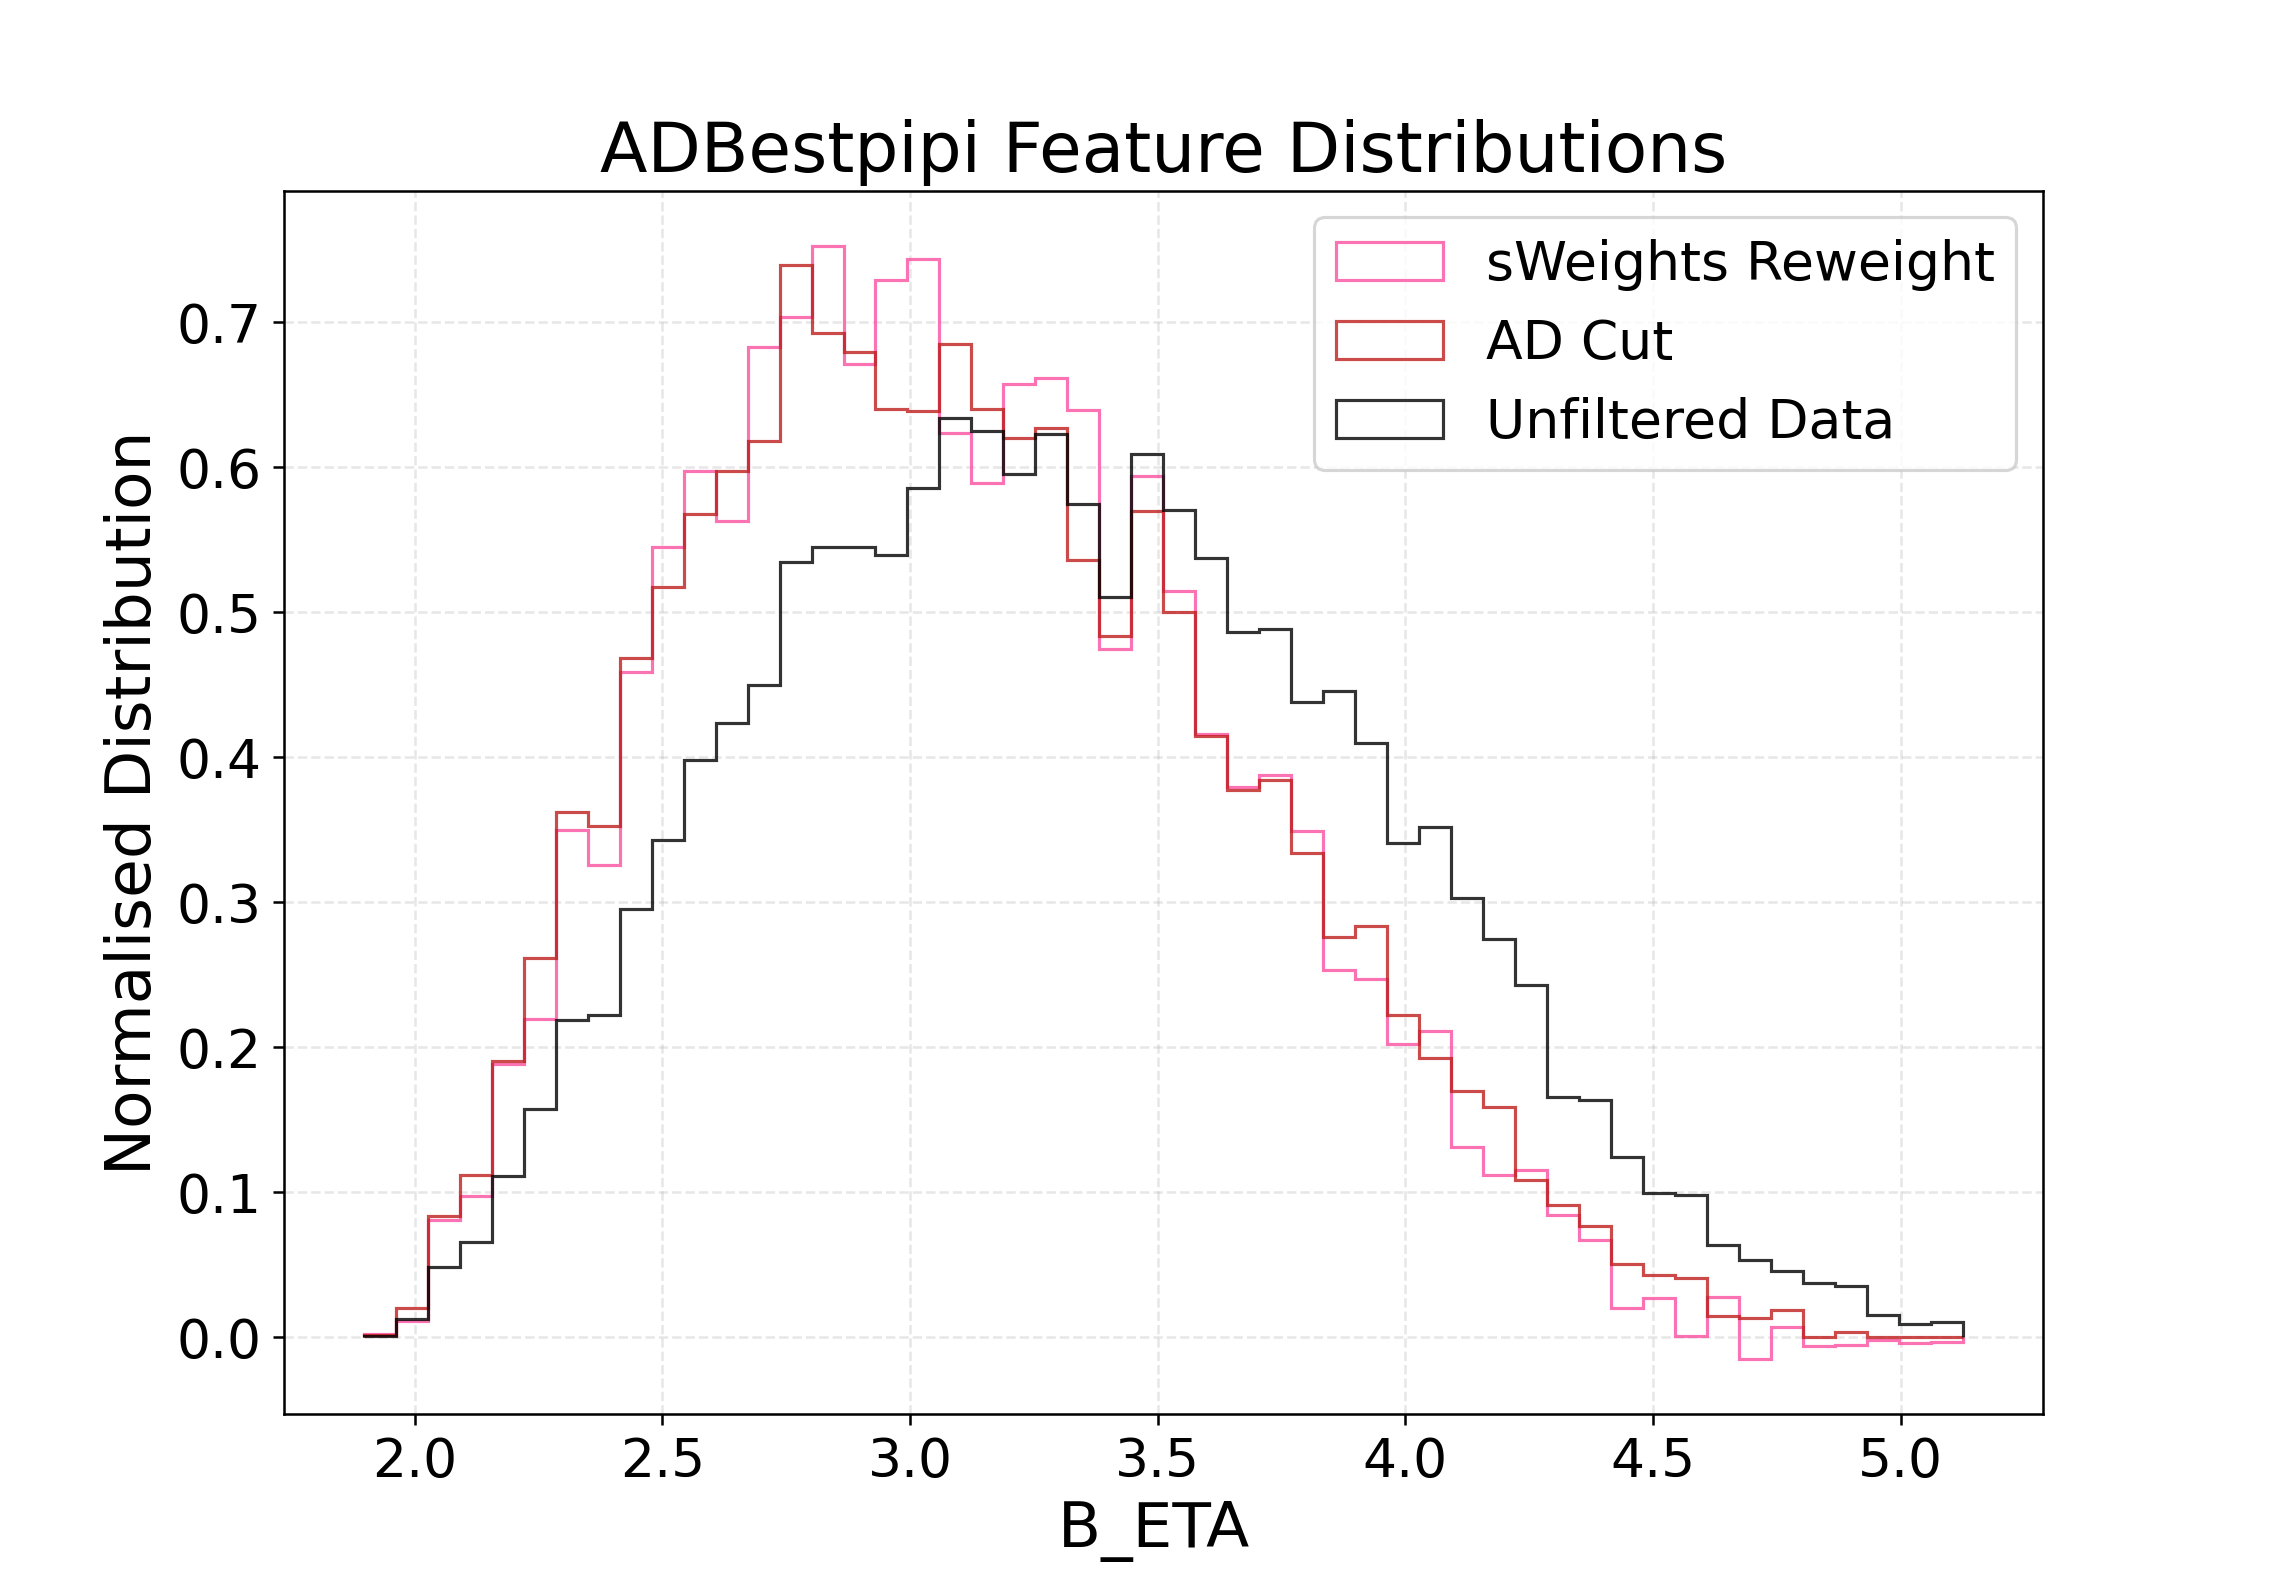 ADBestpipi Feature Distributions
sWeights Reweight
AD Cut
Unfiltered Data
Normalised Distribution
0.7
0.6
0.5
0.4
0.3
0.2
0.1
0.0
2.0 2.5 3.0 3.5 4.0 4.5 5.0
B_ETA